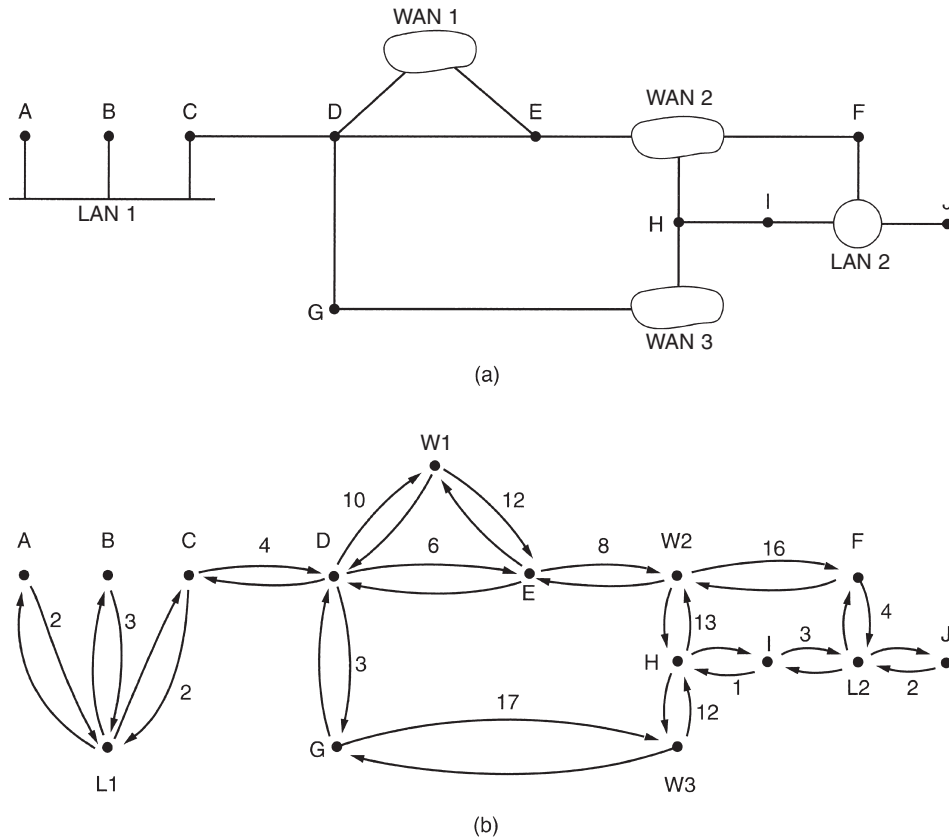 WAN 1
A B C D E WAN 2 F
LAN 1 H I J
LAN 2
G
WAN 3
(a)
W1
10 12
A B C 4 D 6 8 W2 16 F
E
2 3 3 13 I 3 4 J
2 H 1 L2 2
17 12
G
L1 W3
(b)